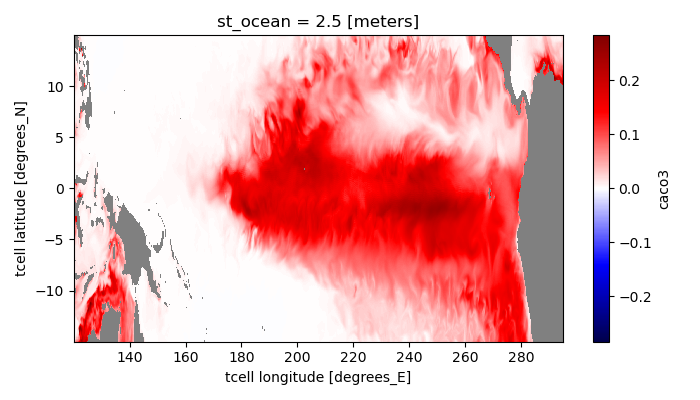 st_ocean = 2.5 [meters]
10
5
0
−5
−10
tcell latitude [degrees_N]
140 160 180 200 220 240 260 280
tcell longitude [degrees_E]
0.2
0.1
0.0
−0.1
−0.2
caco3